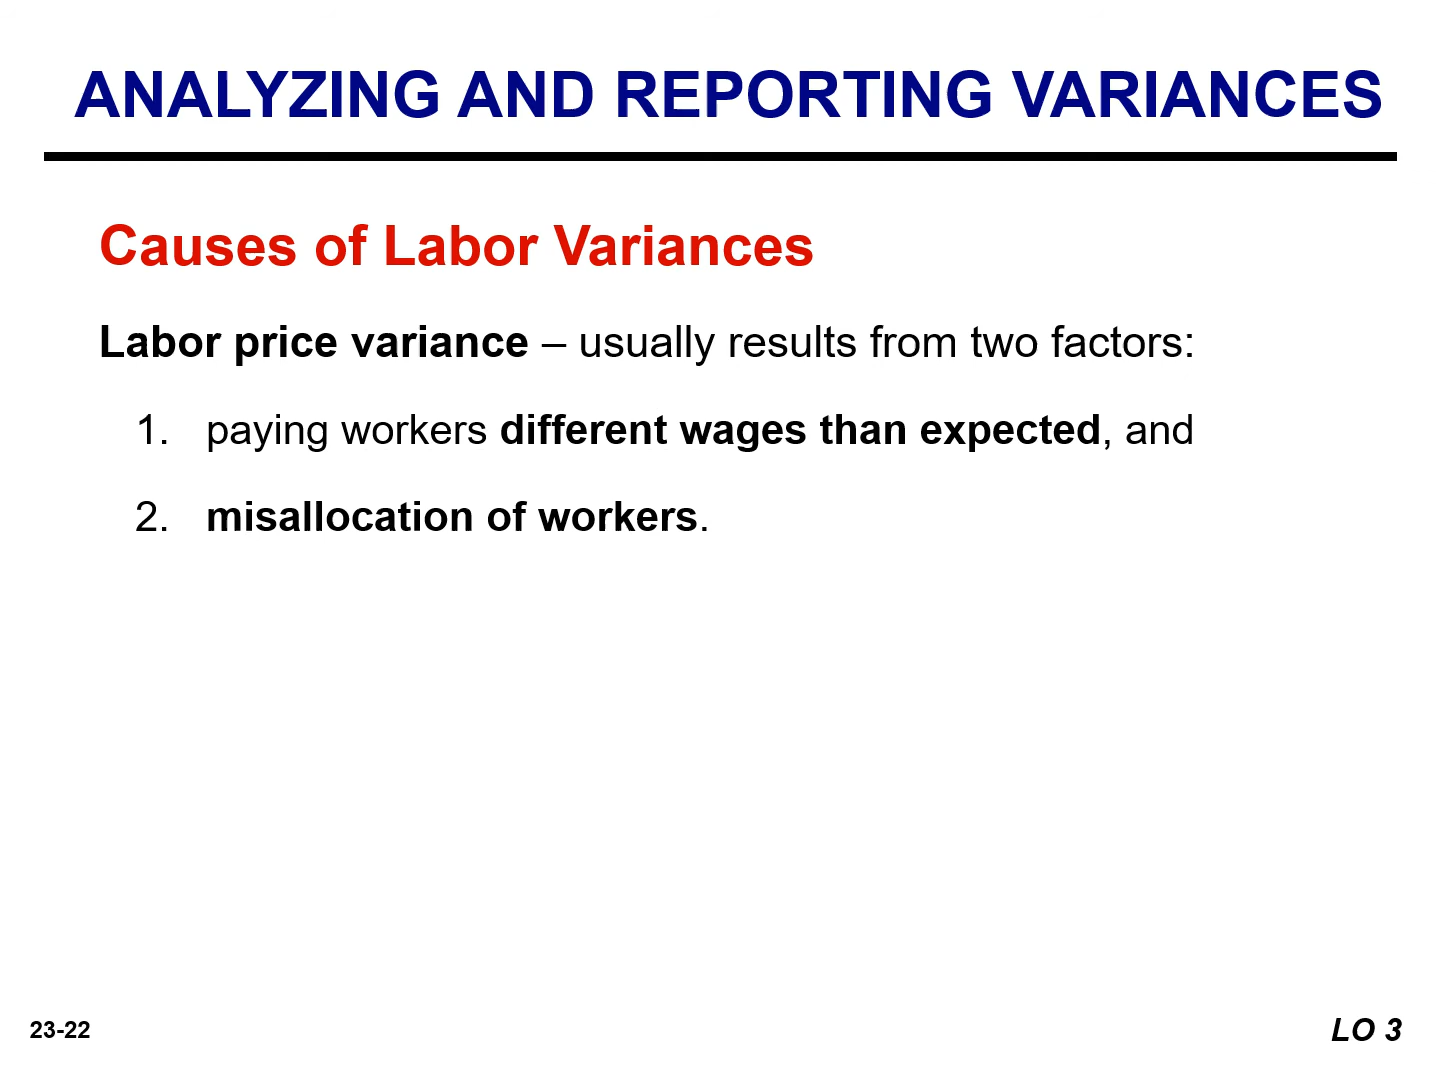 ANALYZING AND REPORTING VARIANCES
Causes of Labor Variances
Labor price variance – usually results from two factors:
1. paying workers different wages than expected, and
2. misallocation of workers.
23-22
LO 3